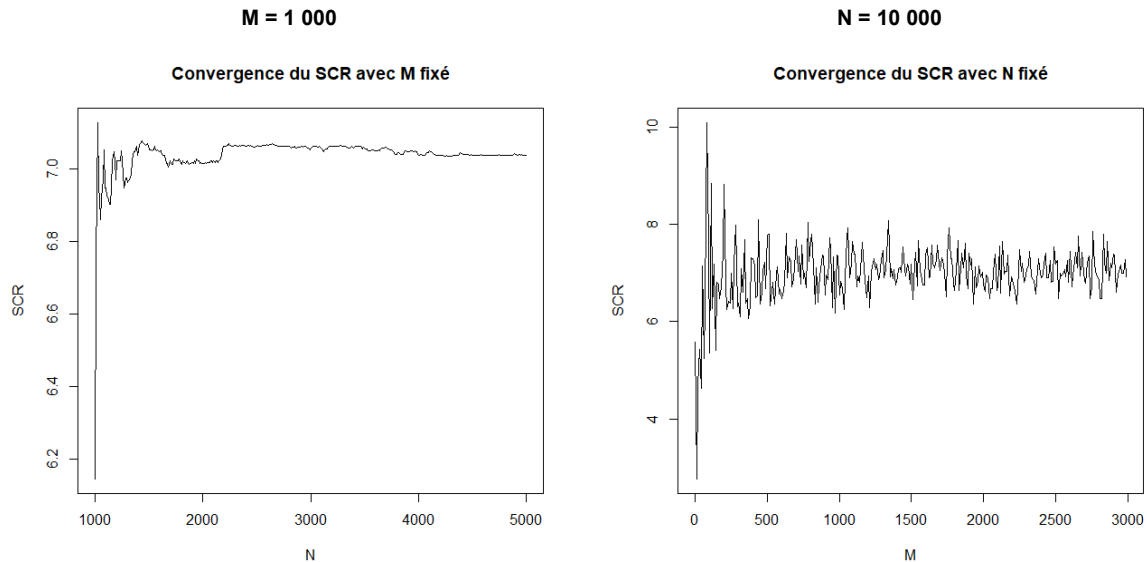 M = 1 000
Convergence du SCR avec M fixé
SCR
7.0
6.8
6.6
6.4
6.2
1000 2000 3000 4000 5000
N
N = 10 000
Convergence du SCR avec N fixé
SCR
10
8
6
4
0 500 1000 1500 2000 2500 3000
M